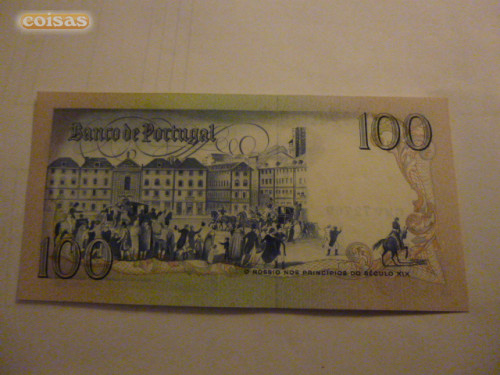 coisas
Banco de Portugal
100
100
O ROSSIO NOS PRINCÍPIOS DO SÉCULO XIX